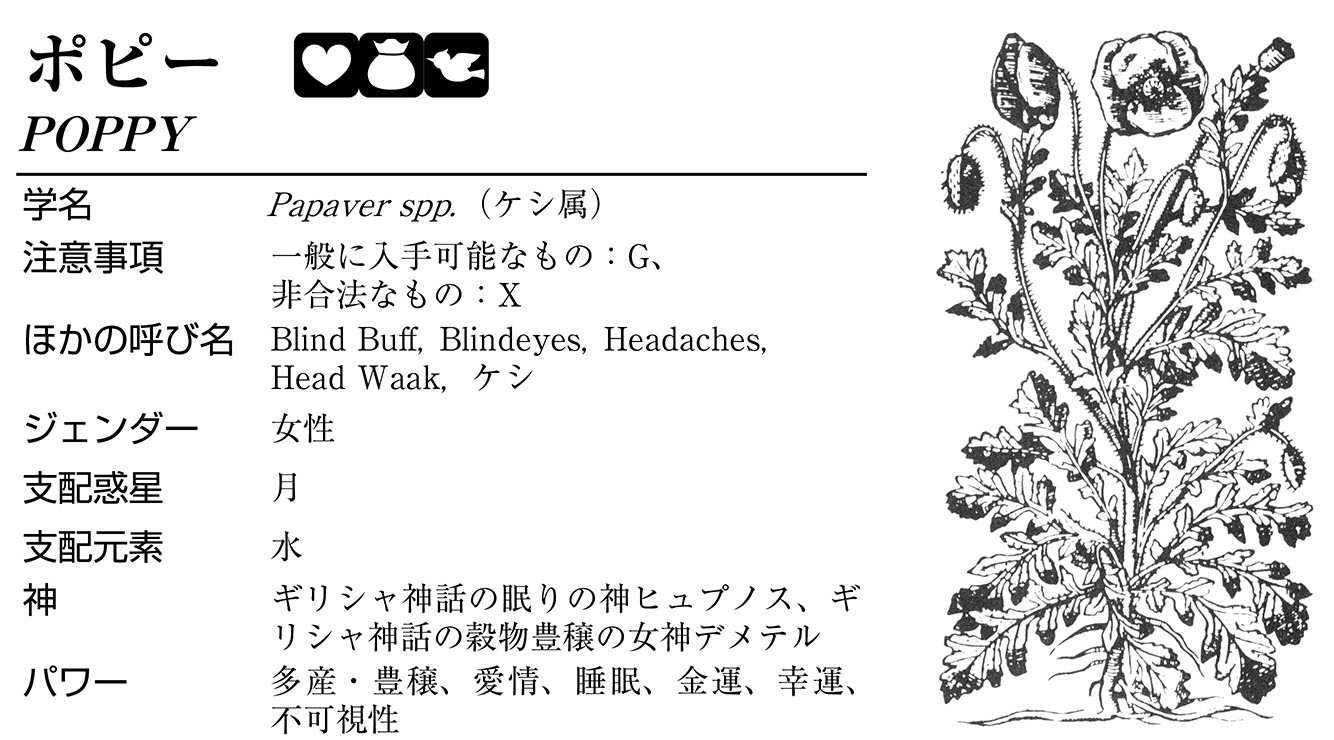 ポピー
POPPY
学名 Papaver spp.（ケシ属）
注意事項 一般に入手可能なもの：G、
非合法なもの：X
ほかの呼び名 Blind Buff, Blindeyes, Headaches,
Head Waak, ケシ
ジェンダー 女性
支配惑星 月
支配元素 水
神 ギリシャ神話の眠りの神ヒュプノス、ギ
リシャ神話の穀物豊穣の女神デメテル
パワー 多産・豊穣、愛情、睡眠、金運、幸運、
不可視性